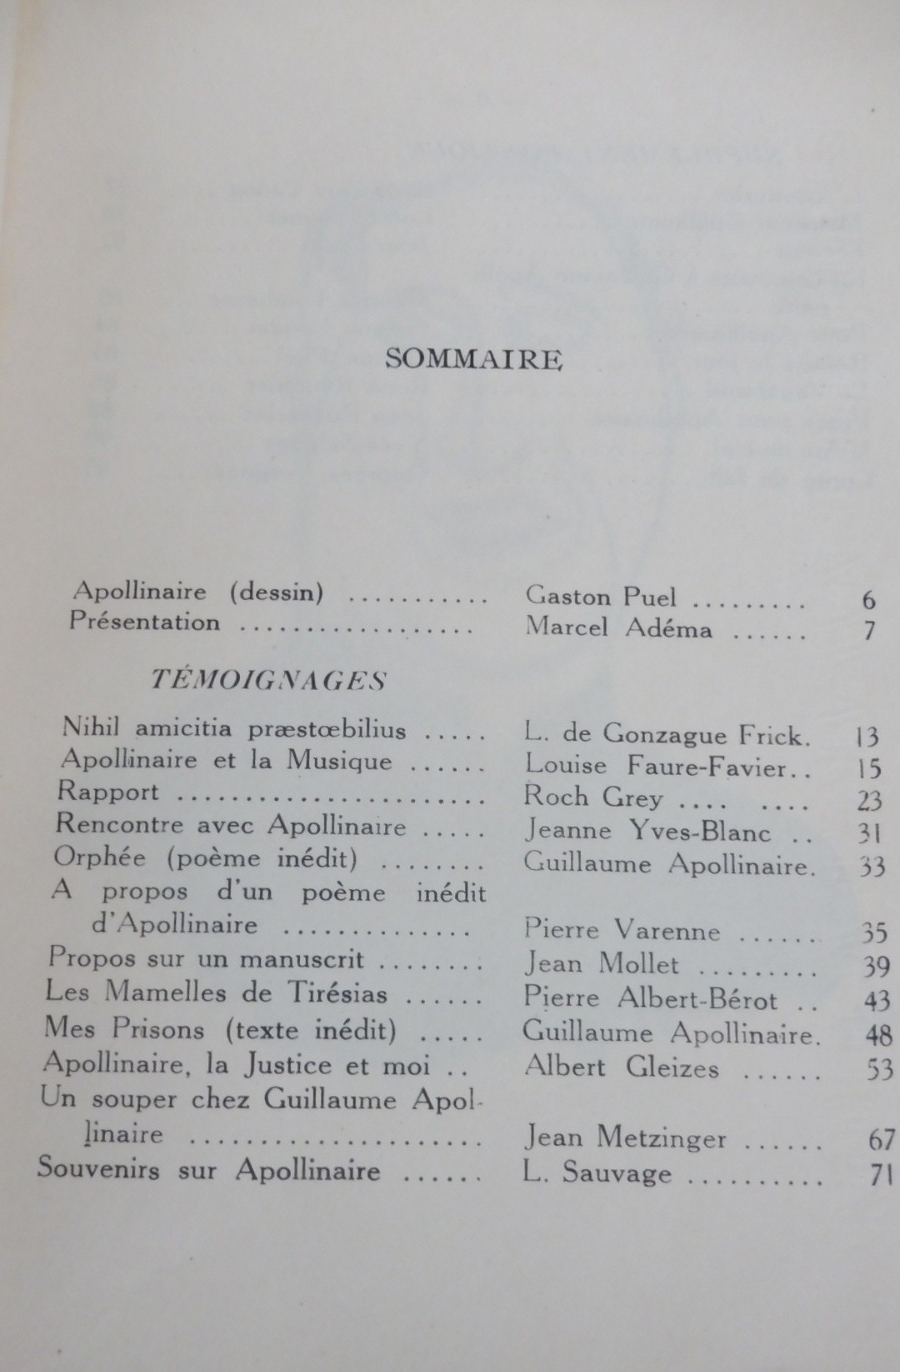 SOMMAIRE
Apollinaire (dessin) ........... Gaston Puel ......... 6
Présentation .................. Marcel Adéma ...... 7
TÉMOIGNAGES
Nihil amicitia præstœbilius ..... L. de Gonzague Frick. 13
Apollinaire et la Musique ...... Louise Faure-Favier.. 15
Rapport ....................... Roch Grey .... .... 23
Rencontre avec Apollinaire ..... Jeanne Yves-Blanc .. 31
Orphée (poème inédit) ........ Guillaume Apollinaire. 33
A propos d'un poème inédit
d'Apollinaire .............. Pierre Varenne ...... 35
Propos sur un manuscrit ........ Jean Mollet ......... 39
Les Mamelles de Tirésias ...... Pierre Albert-Bérot .. 43
Mes Prisons (texte inédit) ..... Guillaume Apollinaire. 48
Apollinaire, la Justice et moi .. Albert Gleizes ...... 53
Un souper chez Guillaume Apol-
linaire ...................... Jean Metzinger ...... 67
Souvenirs sur Apollinaire ...... L. Sauvage .......... 71